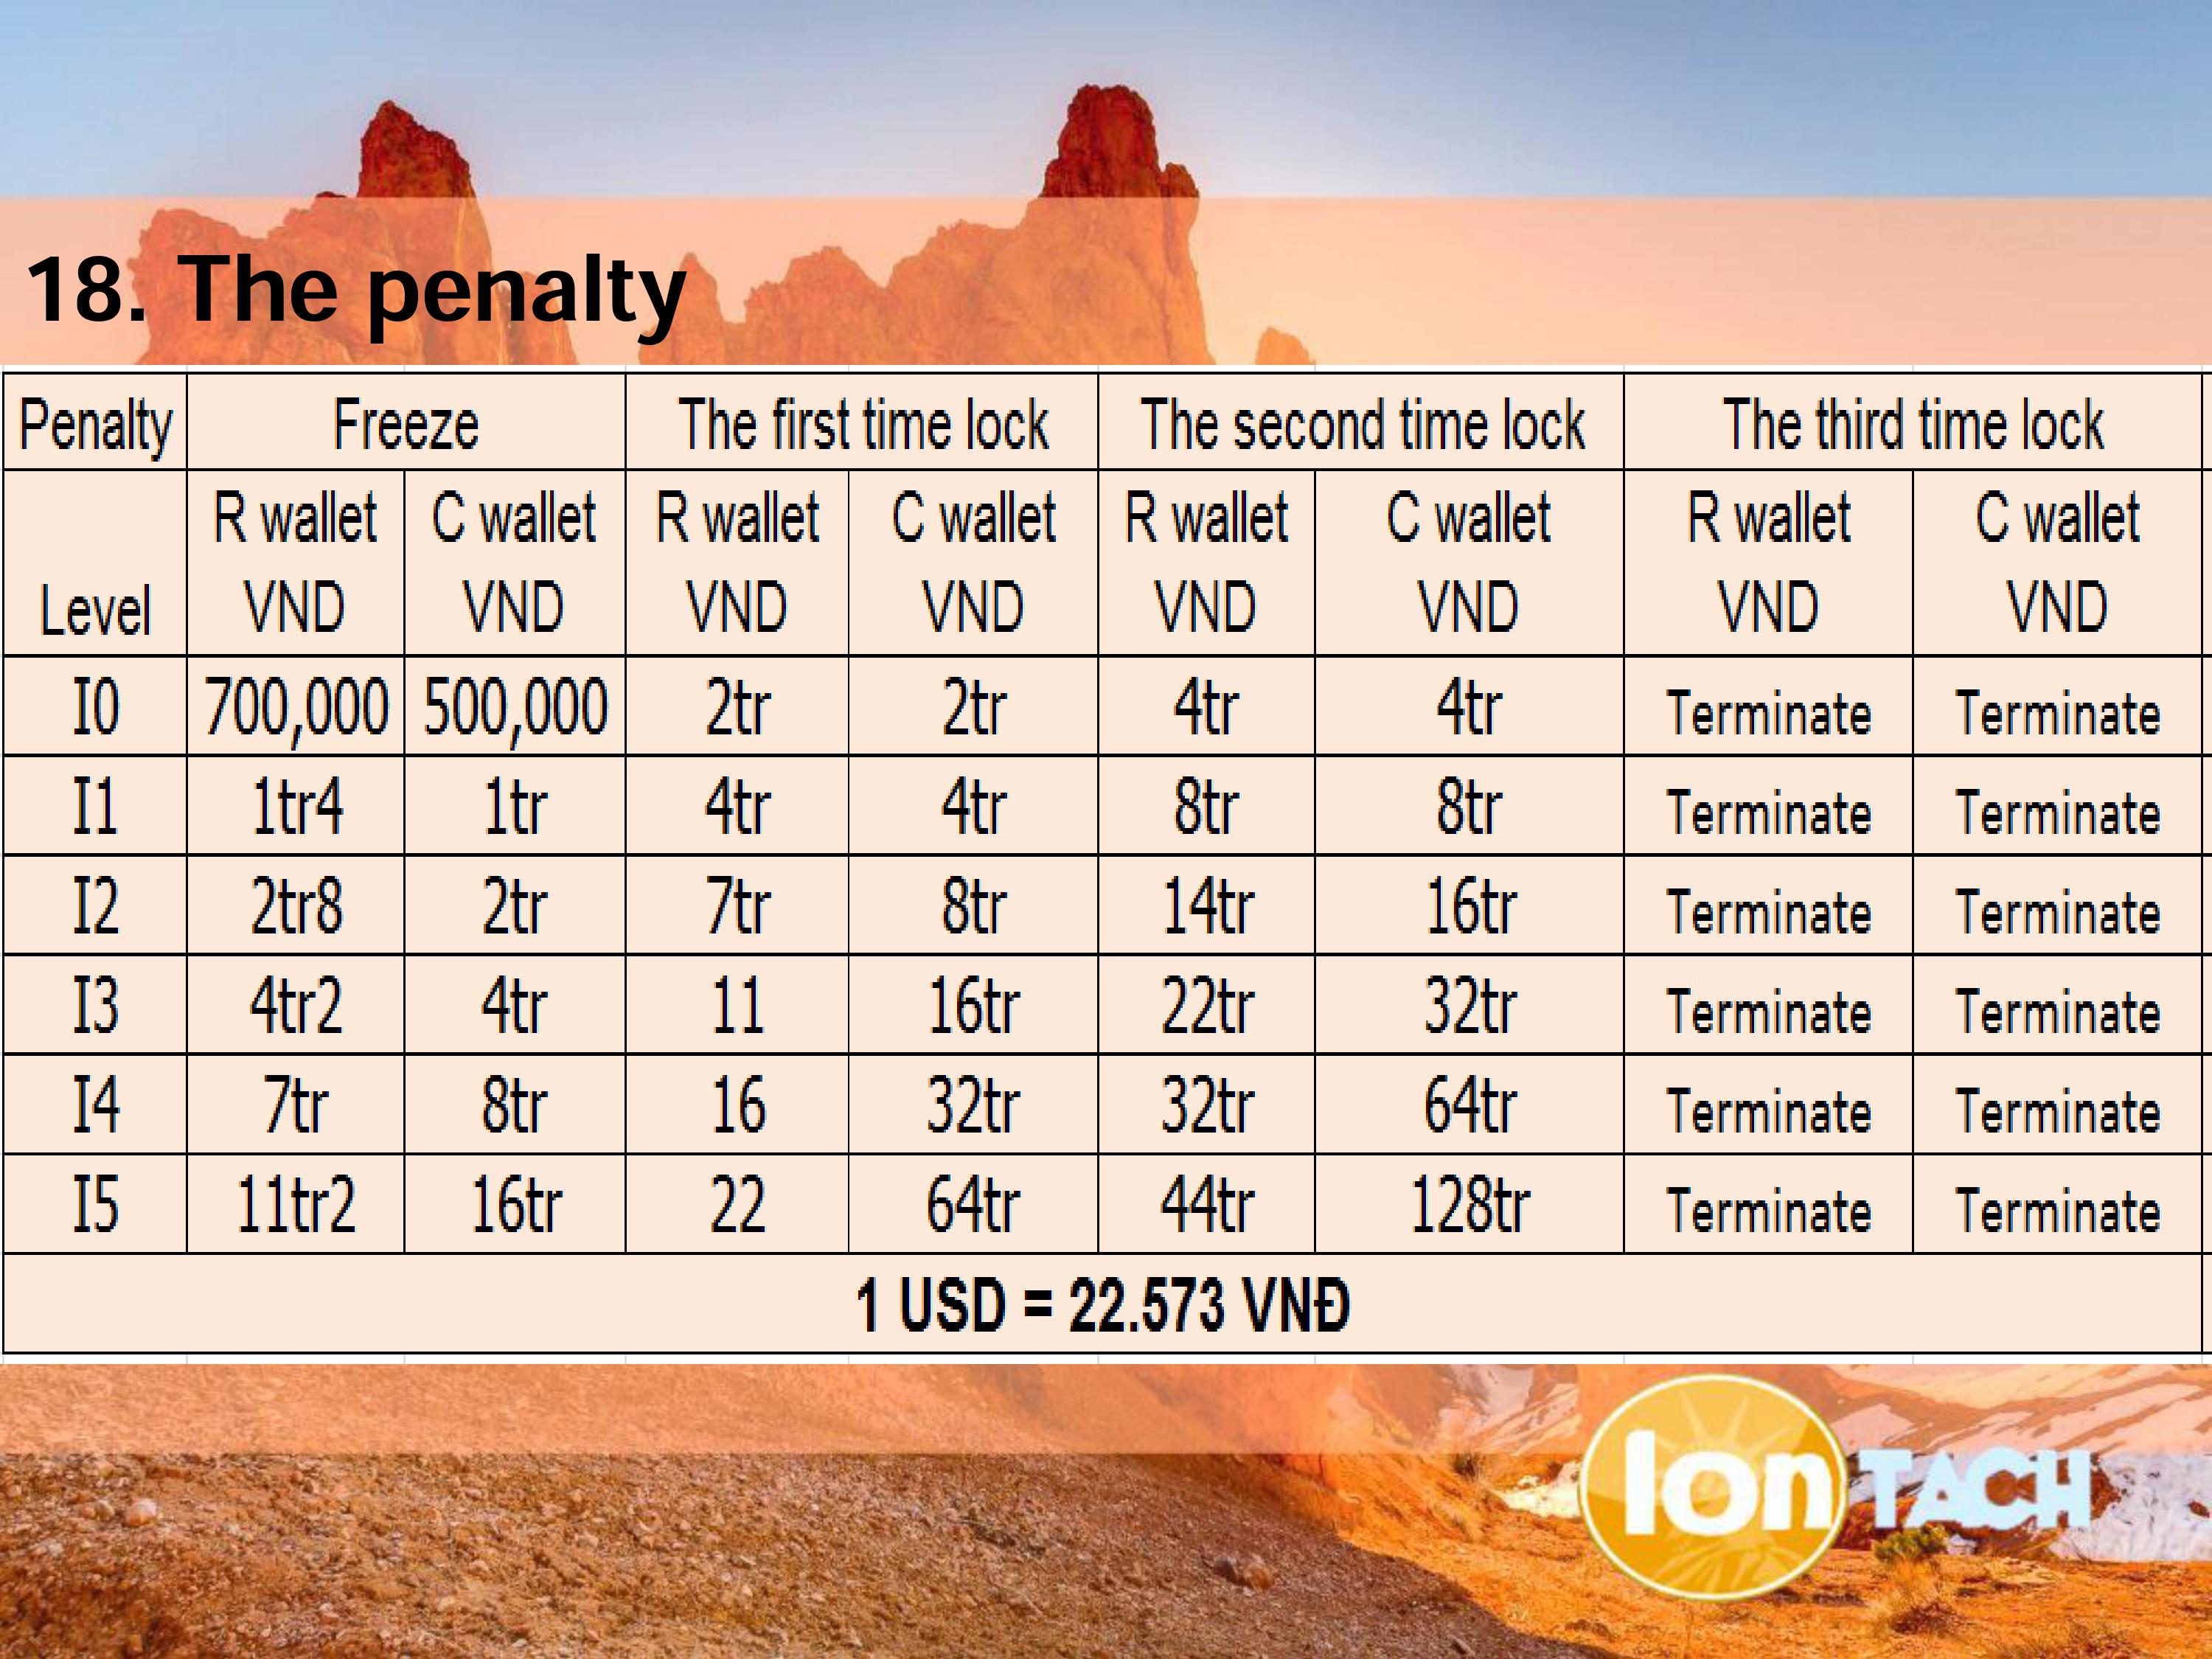 18. The penalty
Penalty Freeze The first time lock The second time lock The third time lock
Level R wallet VND C wallet VND R wallet VND C wallet VND R wallet VND C wallet VND R wallet VND C wallet VND
I0 700,000 500,000 2tr 2tr 4tr 4tr Terminate Terminate
I1 1tr4 1tr 4tr 4tr 8tr 8tr Terminate Terminate
I2 2tr8 2tr 7tr 8tr 14tr 16tr Terminate Terminate
I3 4tr2 4tr 11 16tr 22tr 32tr Terminate Terminate
I4 7tr 8tr 16 32tr 32tr 64tr Terminate Terminate
I5 11tr2 16tr 22 64tr 44tr 128tr Terminate Terminate
1 USD = 22.573 VNĐ
Ion TACH